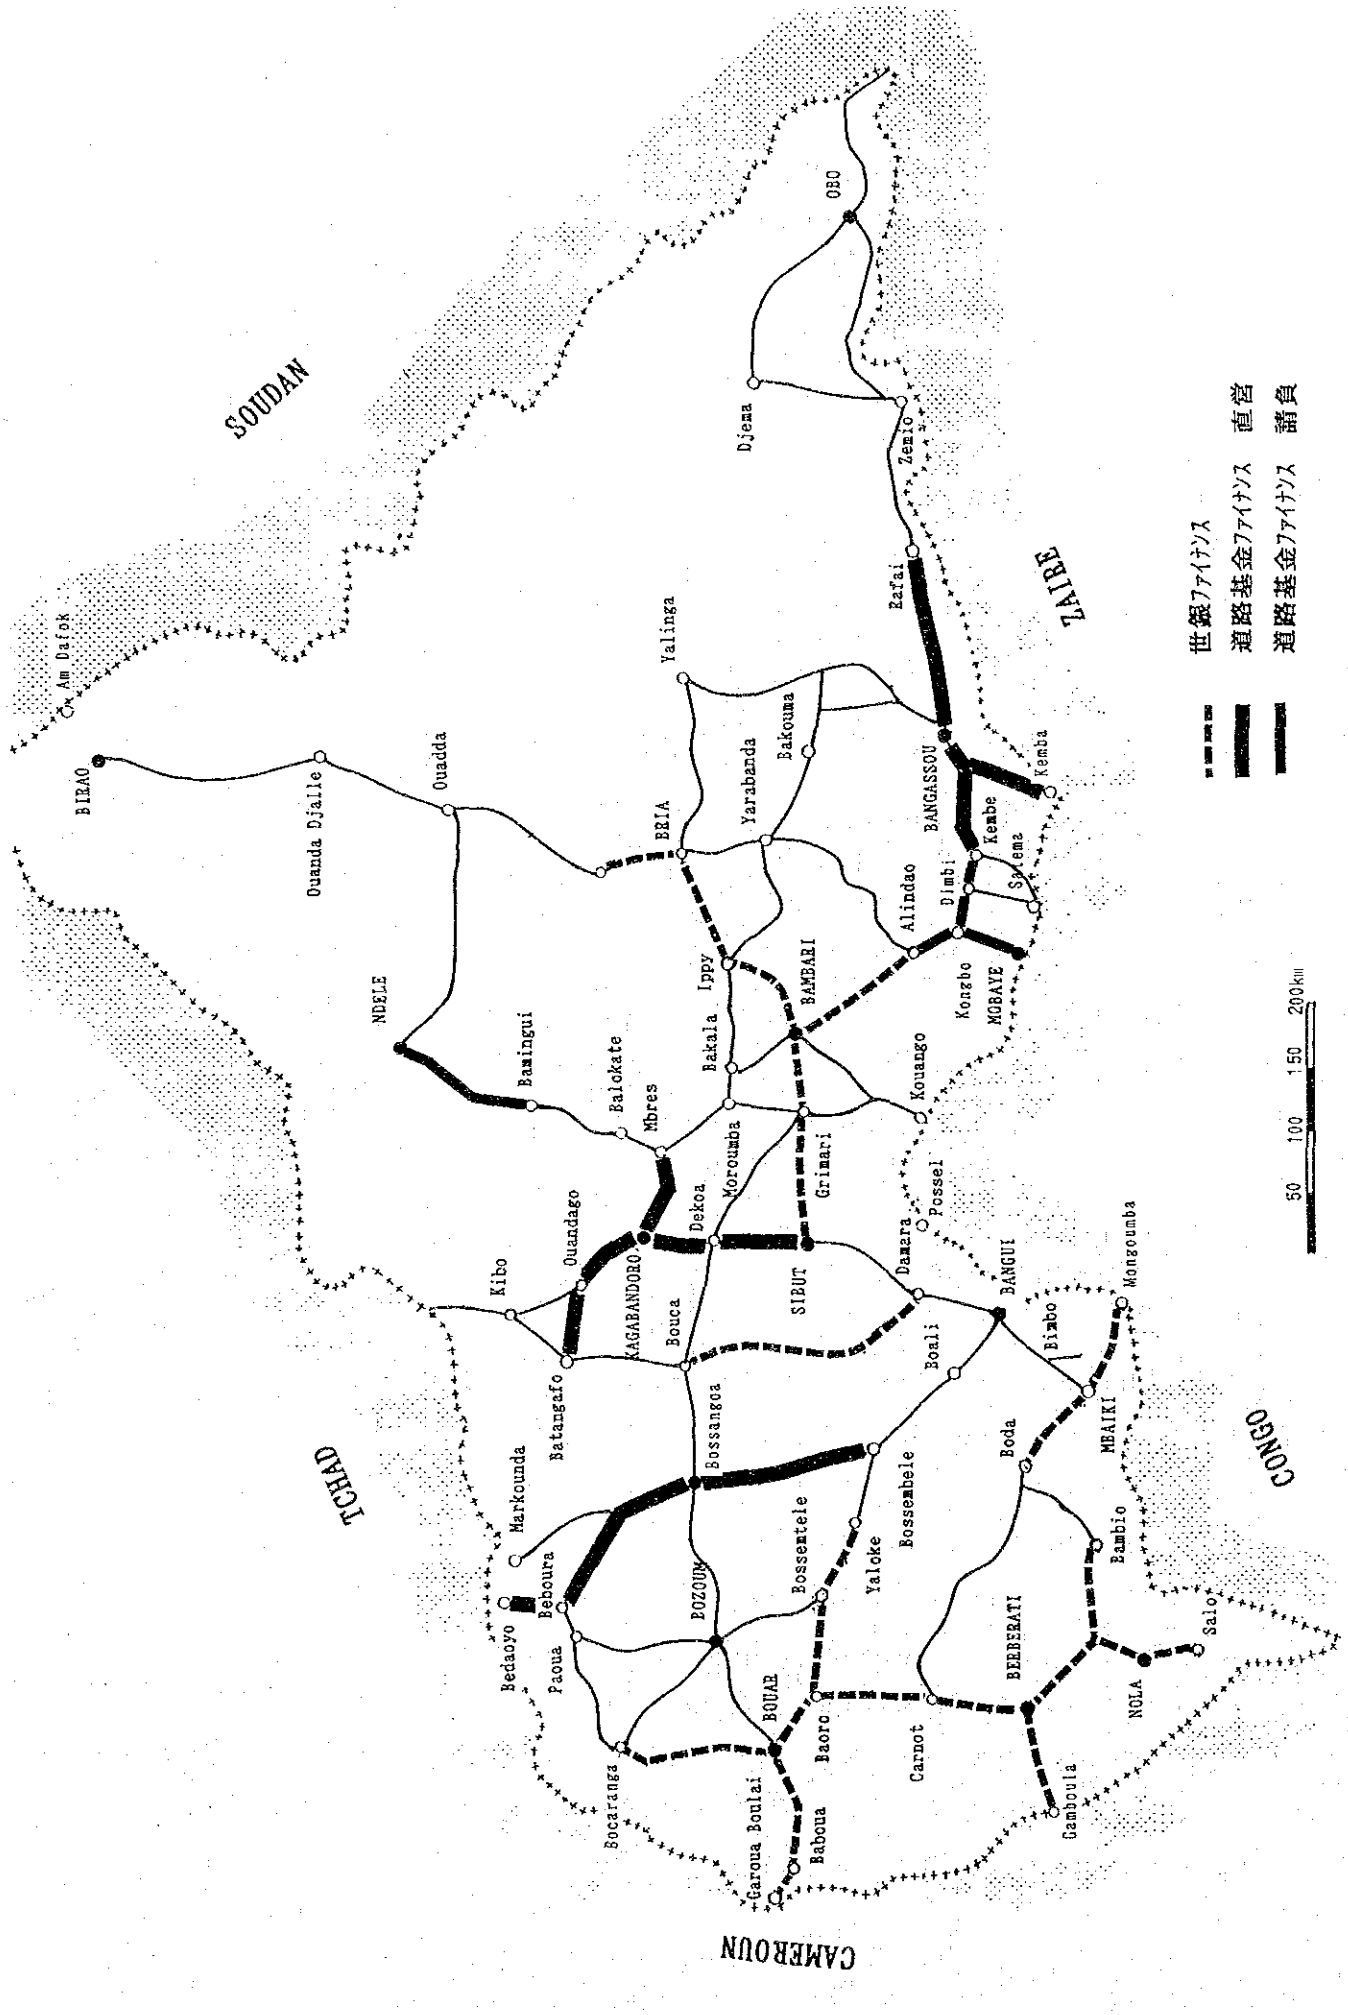 SOUDAN
TCHAD
CAMEROUN
CONGO
ZAIRE
Am Dafok
BIRAO
Ouanda Djalle
Ouadda
NDELE
Bamingui
Balokate
Mbres
Kibo
Ouandago
Batangafo
KAGABANDORO
Dekoa
Bouca
Moroumba
Bakala
Ippy
BRIA
Yalinga
Yarabanda
Bakouma
BAMBARI
Grimari
SIBUT
Kouango
Possel
Damara
BANGUI
Bimbo
Mongoumba
MBAIKI
Boda
Boali
Bossembele
Yaloke
Bossemtele
Bossangoa
Markounda
Beboura
Bedaoyo
Paoua
BOZOUM
Bocaranga
BOUAR
Garoua Boulai
Baboua
Baoro
Carnot
BERBERATI
Gamboula
NOLA
Salo
Bambio
Alindao
Dimbi
Kongbo
MOBAYE
Kembe
Satema
BANGASSOU
Kemba
Rafai
Zemio
Djema
OBO
世銀ファイナンス
道路基金ファイナンス 直営
道路基金ファイナンス 請負
50 100 150 200km